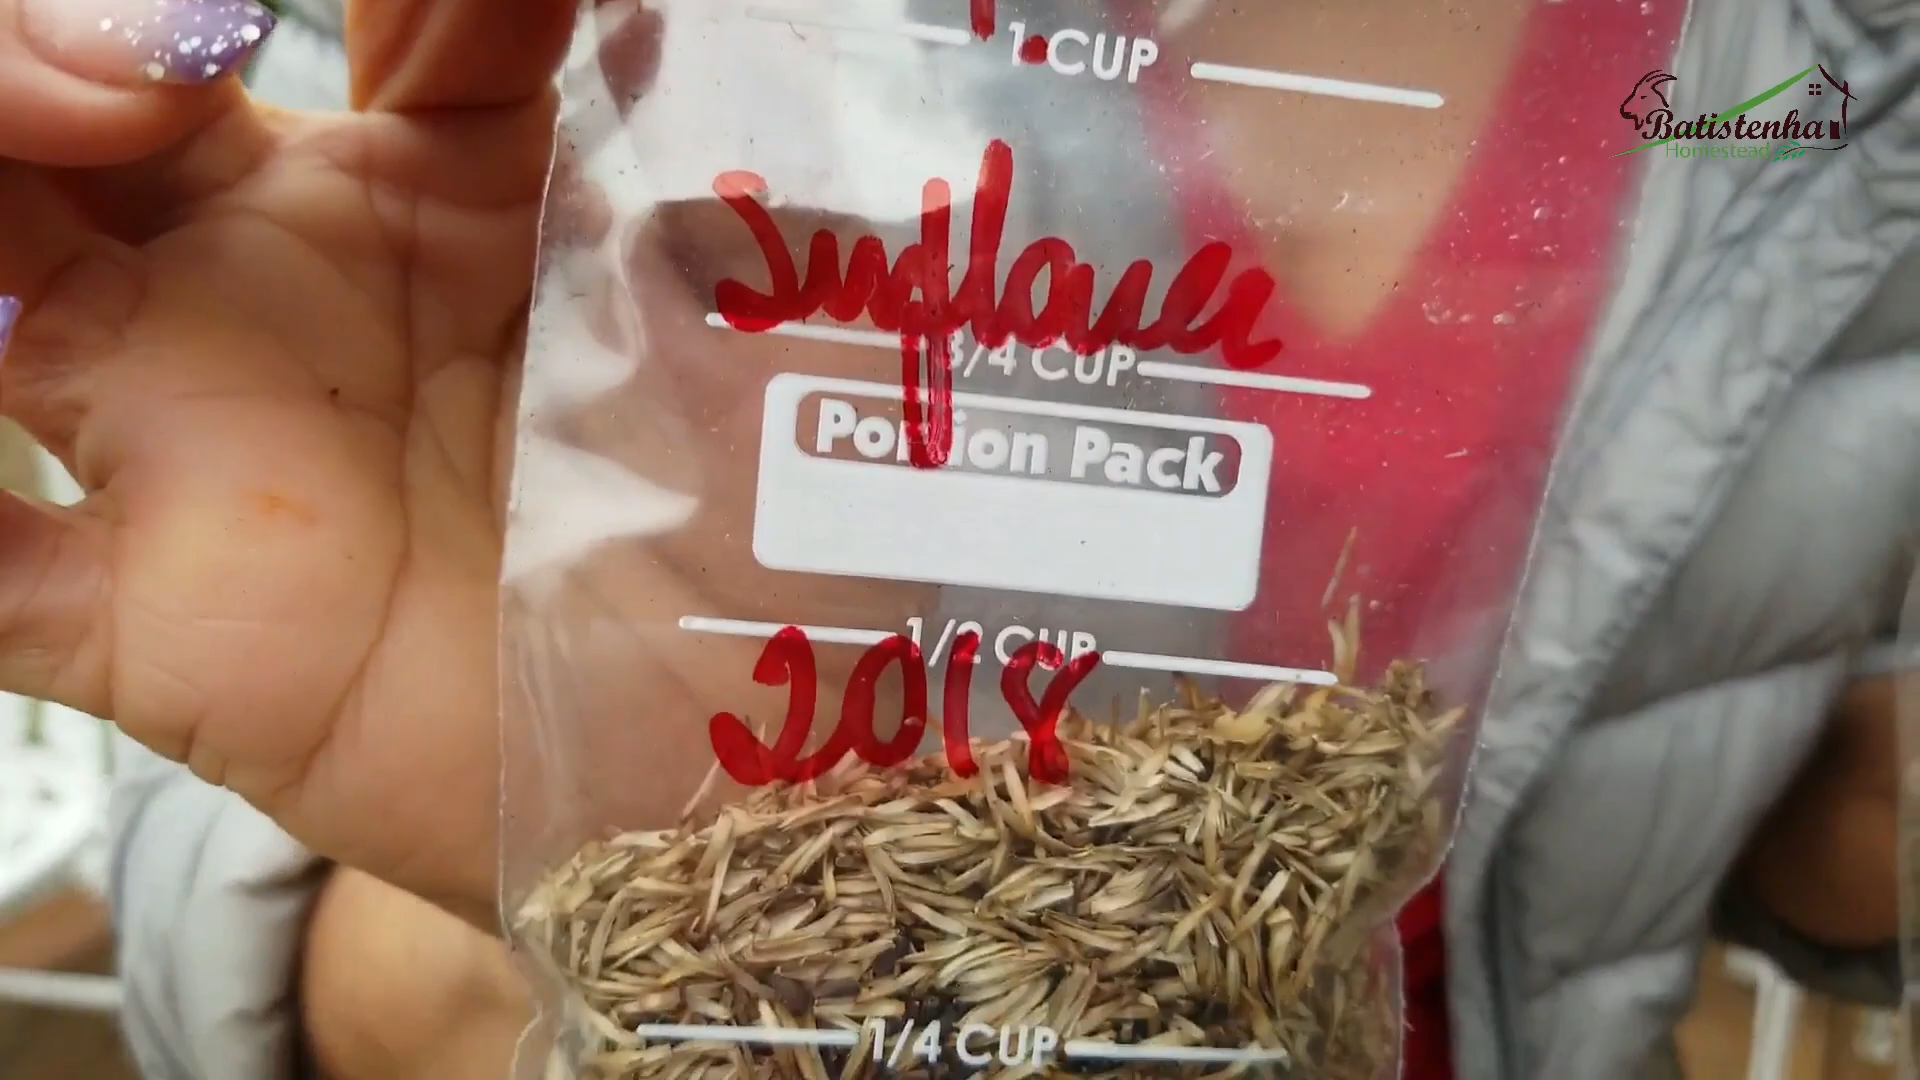 1 CUP
Batistenha
Homestead
Sunflower
3/4 CUP
Portion Pack
1/2 CUP
2018
1/4 CUP